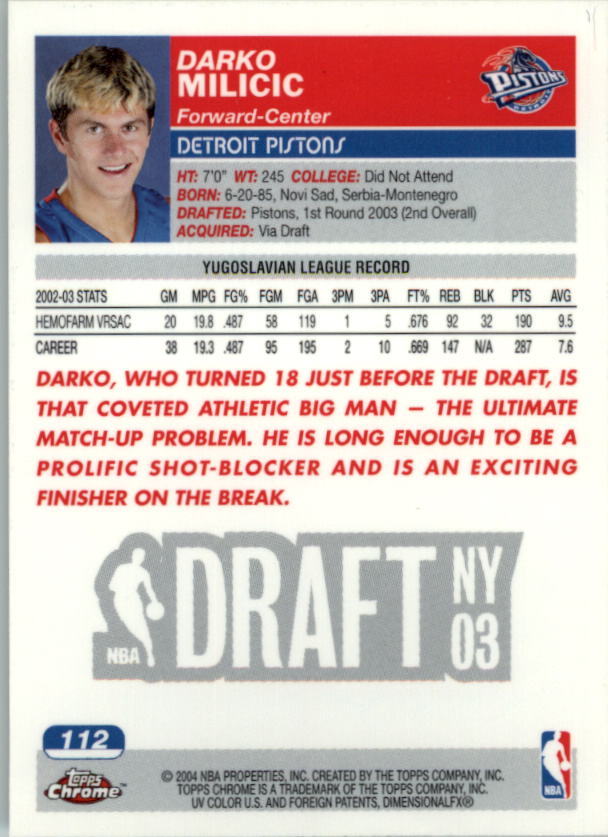 DARKO
MILICIC
Forward-Center
PISTONS
DETROIT
DETROIT PISTONS
HT: 7'0" WT: 245 COLLEGE: Did Not Attend
BORN: 6-20-85, Novi Sad, Serbia-Montenegro
DRAFTED: Pistons, 1st Round 2003 (2nd Overall)
ACQUIRED: Via Draft
YUGOSLAVIAN LEAGUE RECORD
2002-03 STATS GM MPG FG% FGM FGA 3PM 3PA FT% REB BLK PTS AVG
HEMOFARM VRSAC 20 19.8 .487 58 119 1 5 .676 92 32 190 9.5
CAREER 38 19.3 .487 95 195 2 10 .669 147 N/A 287 7.6
DARKO, WHO TURNED 18 JUST BEFORE THE DRAFT, IS
THAT COVETED ATHLETIC BIG MAN – THE ULTIMATE
MATCH-UP PROBLEM. HE IS LONG ENOUGH TO BE A
PROLIFIC SHOT-BLOCKER AND IS AN EXCITING
FINISHER ON THE BREAK.
NBA DRAFT NY
03
112
Topps
Chrome™
© 2004 NBA PROPERTIES, INC. CREATED BY THE TOPPS COMPANY, INC.
TOPPS CHROME IS A TRADEMARK OF THE TOPPS COMPANY, INC.
UV COLOR U.S. AND FOREIGN PATENTS, DIMENSIONALFX®
NBA